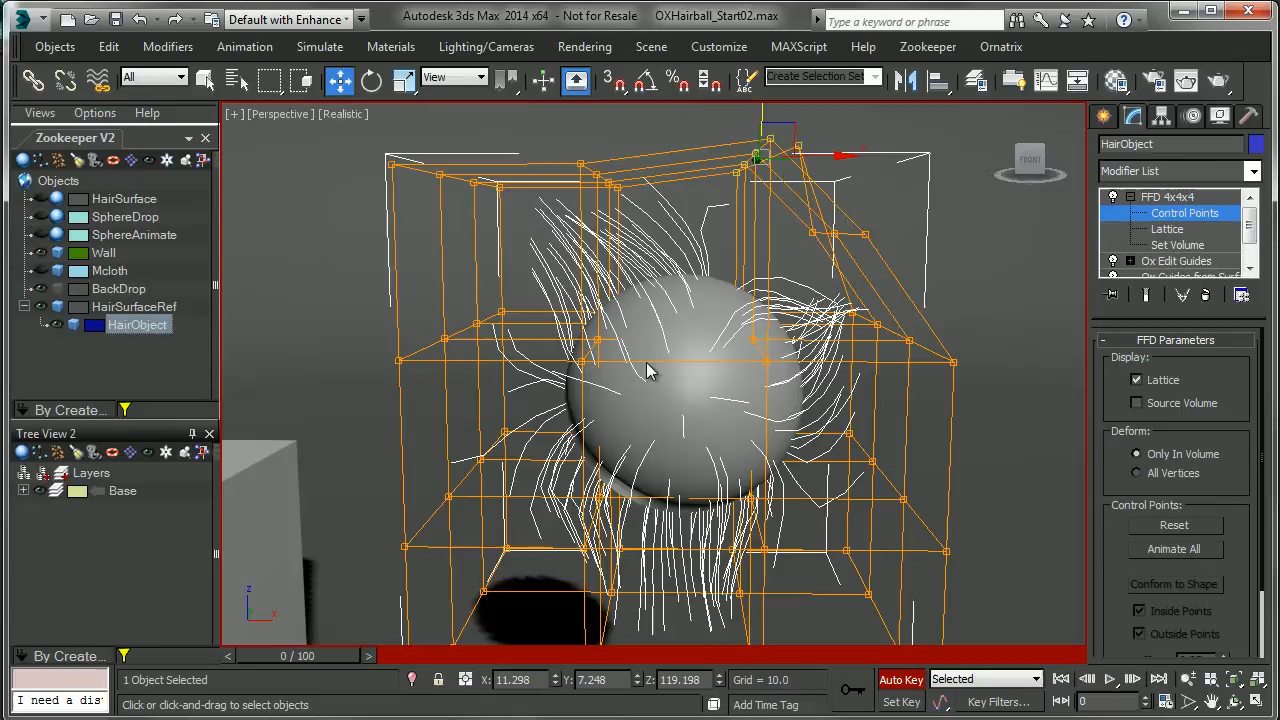 Default with Enhance
Autodesk 3ds Max 2014 x64 - Not for Resale OXHairball_Start02.max
Type a keyword or phrase
Objects Edit Modifiers Animation Simulate Materials Lighting/Cameras Rendering Scene Customize MAXScript Help Zookeeper Ornatrix
All
View
3
Create Selection Set
ABC
Views Options Help
[+] [Perspective] [Realistic]
Zookeeper V2
Objects
HairSurface
SphereDrop
SphereAnimate
Wall
Mcloth
BackDrop
HairSurfaceRef
HairObject
By Create...
Tree View 2
Layers
Base
By Create...
FRONT
z
x
HairObject
Modifier List
FFD 4x4x4
Control Points
Lattice
Set Volume
Ox Edit Guides
Ox Guides from Surf
FFD Parameters
Display:
Lattice
Source Volume
Deform:
Only In Volume
All Vertices
Control Points:
Reset
Animate All
Conform to Shape
Inside Points
Outside Points
< 0 / 100 >
1 Object Selected
X: 11.298 Y: 7.248 Z: 119.198 Grid = 10.0
Auto Key Selected
I need a dis
Click or click-and-drag to select objects
Add Time Tag
Set Key Key Filters... 0